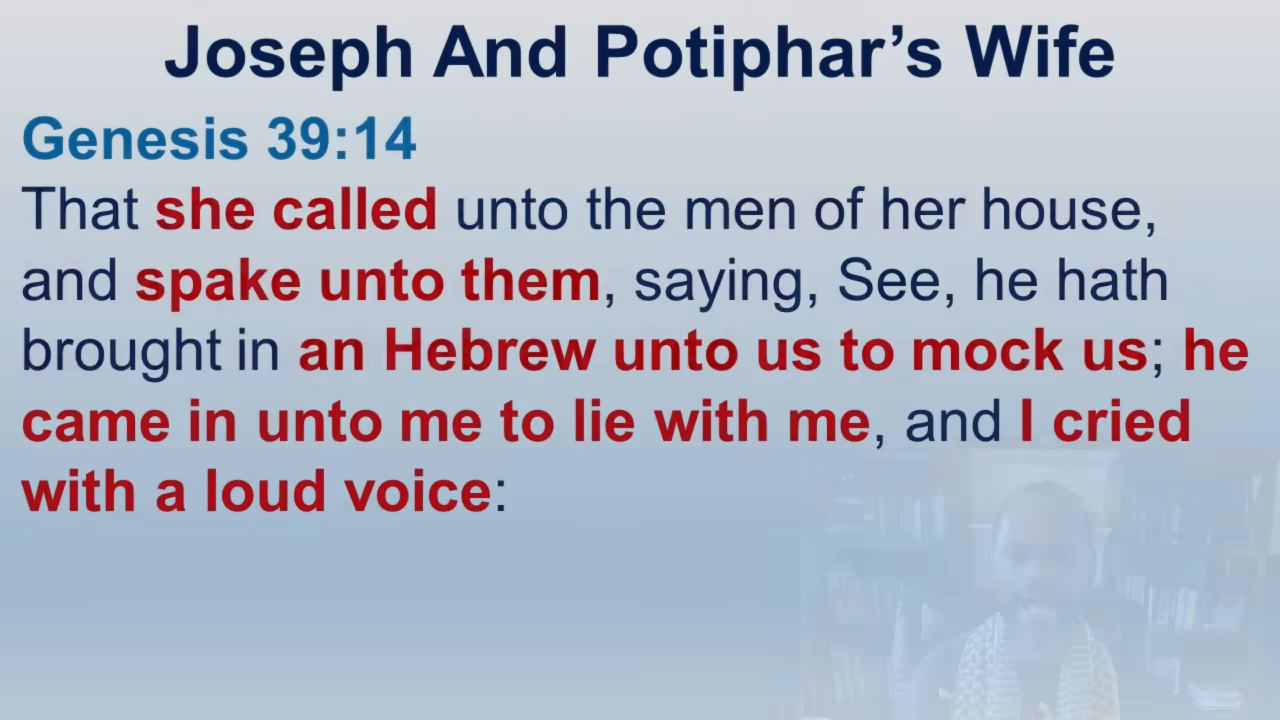 Joseph And Potiphar’s Wife
Genesis 39:14
That she called unto the men of her house,
and spake unto them, saying, See, he hath
brought in an Hebrew unto us to mock us; he
came in unto me to lie with me, and I cried
with a loud voice: